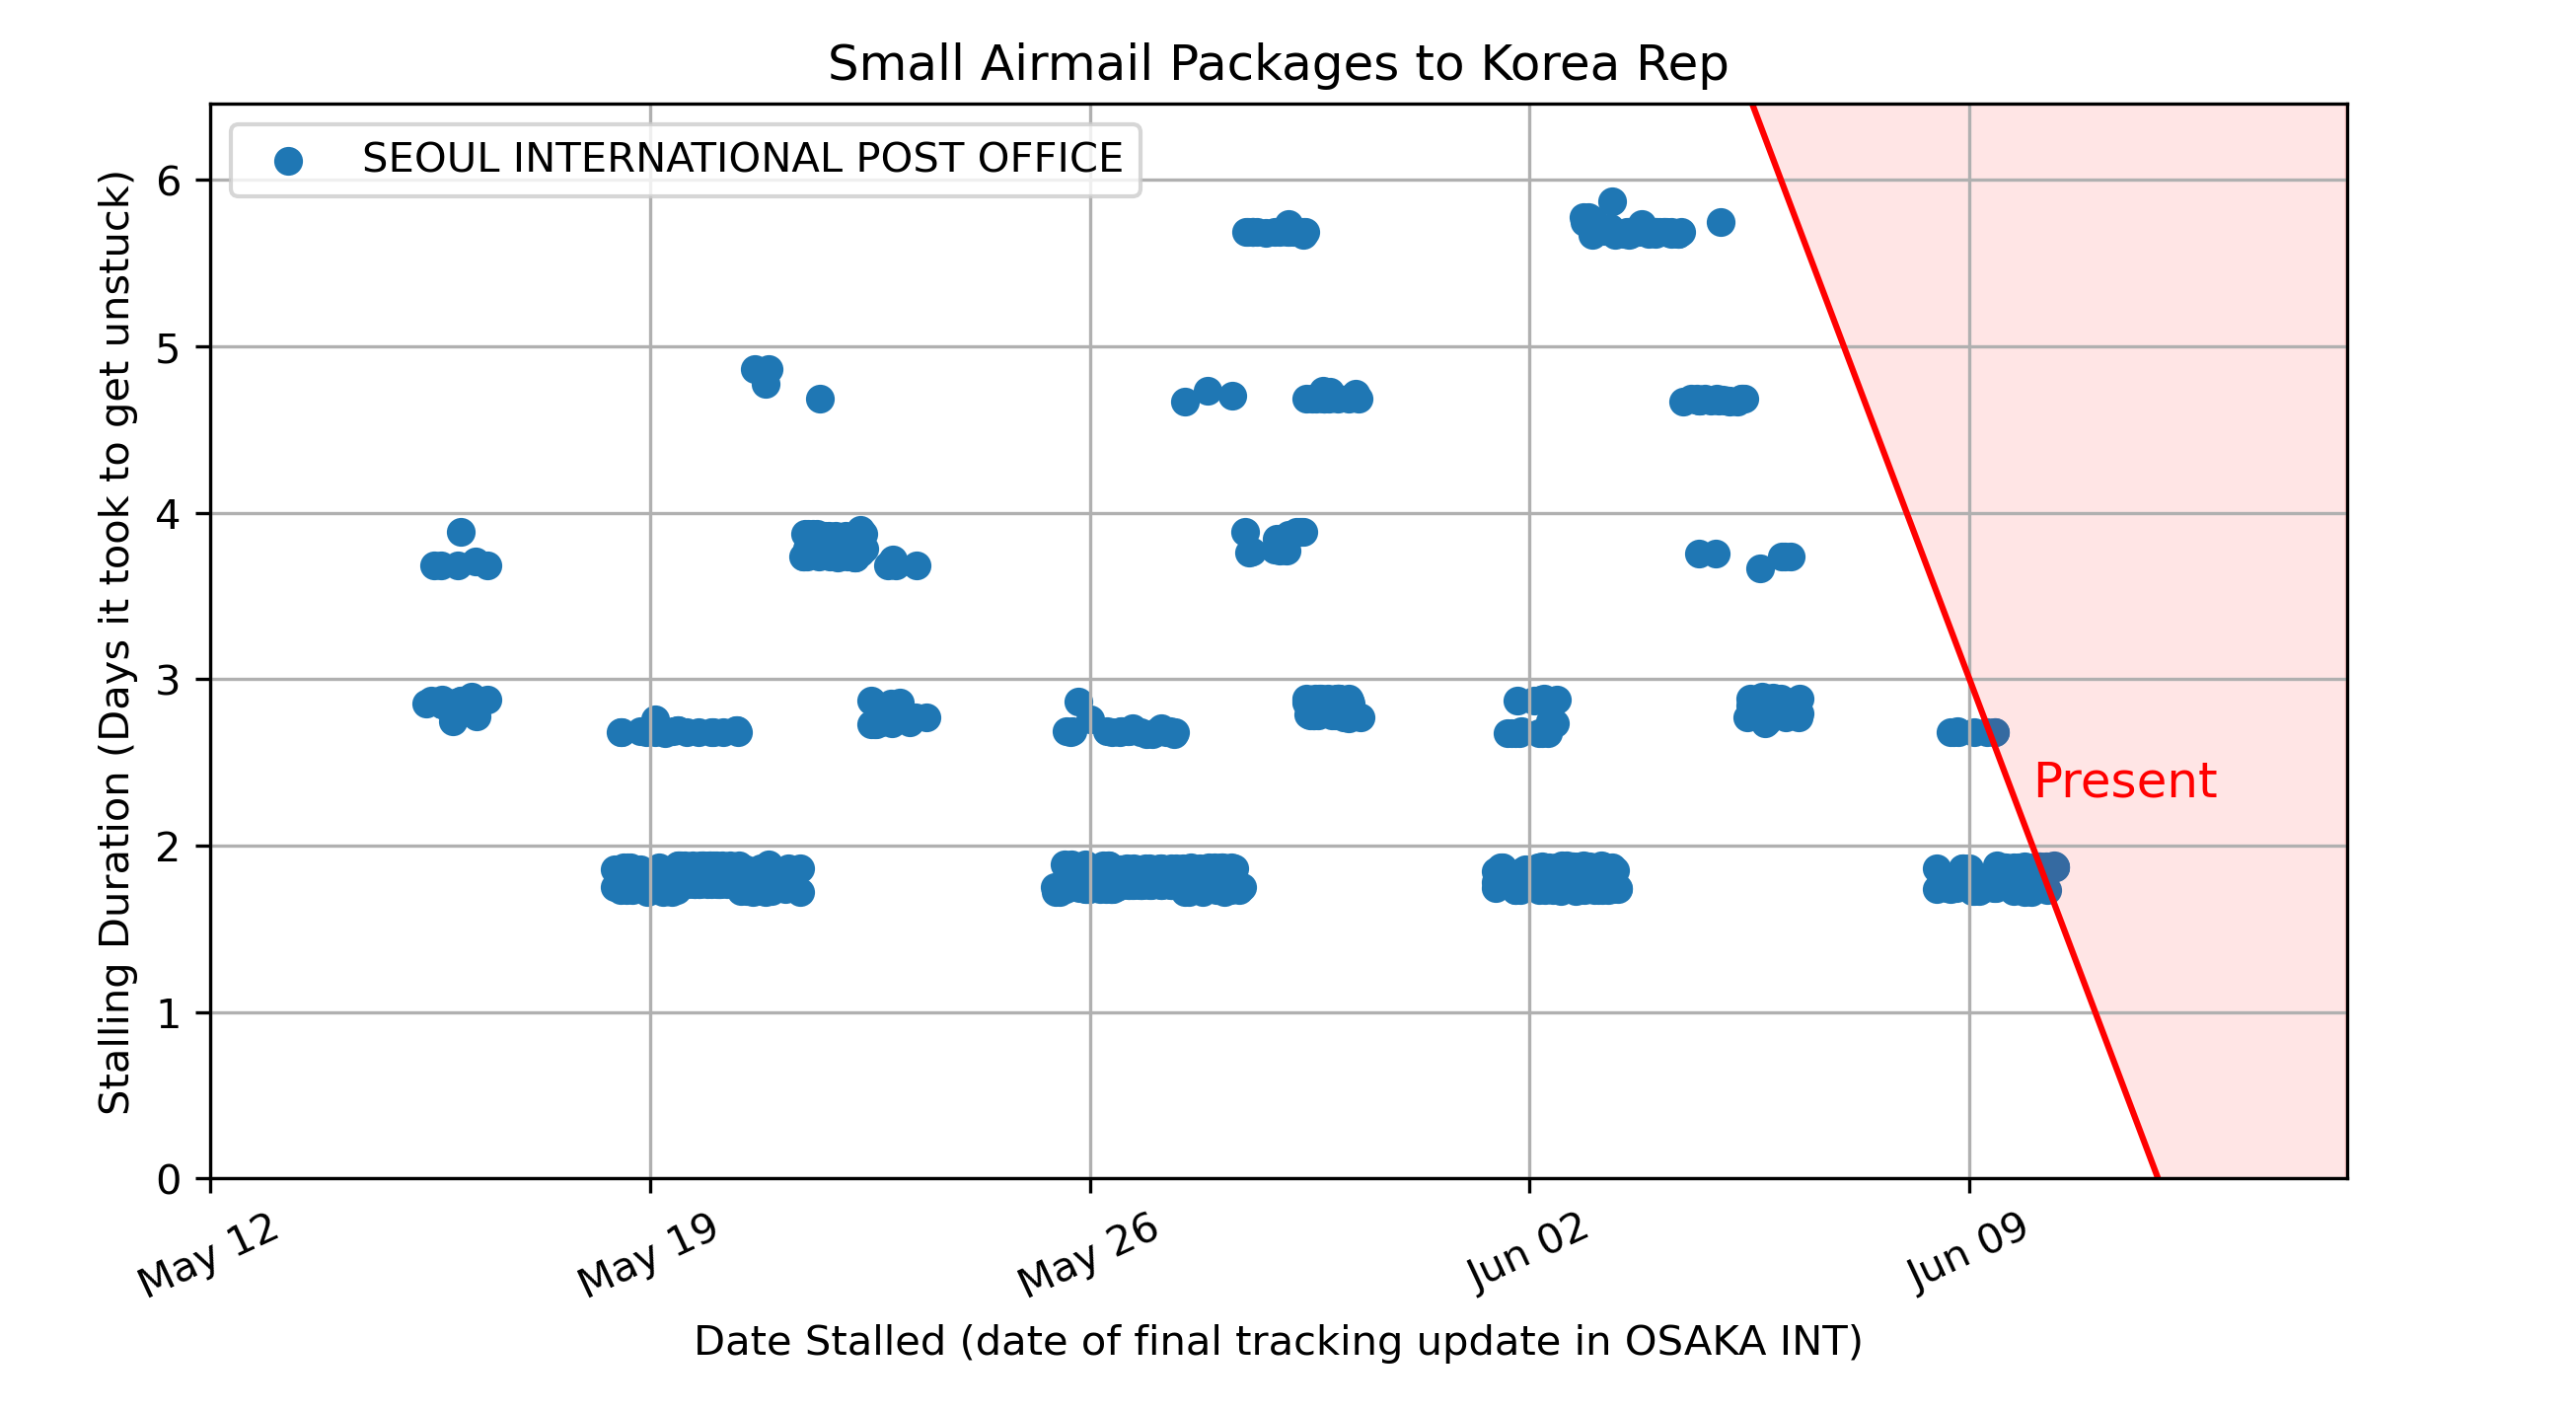 Small Airmail Packages to Korea Rep
SEOUL INTERNATIONAL POST OFFICE
Stalling Duration (Days it took to get unstuck)
6
5
4
3
2
1
0
Present
May 12
May 19
May 26
Jun 02
Jun 09
Date Stalled (date of final tracking update in OSAKA INT)